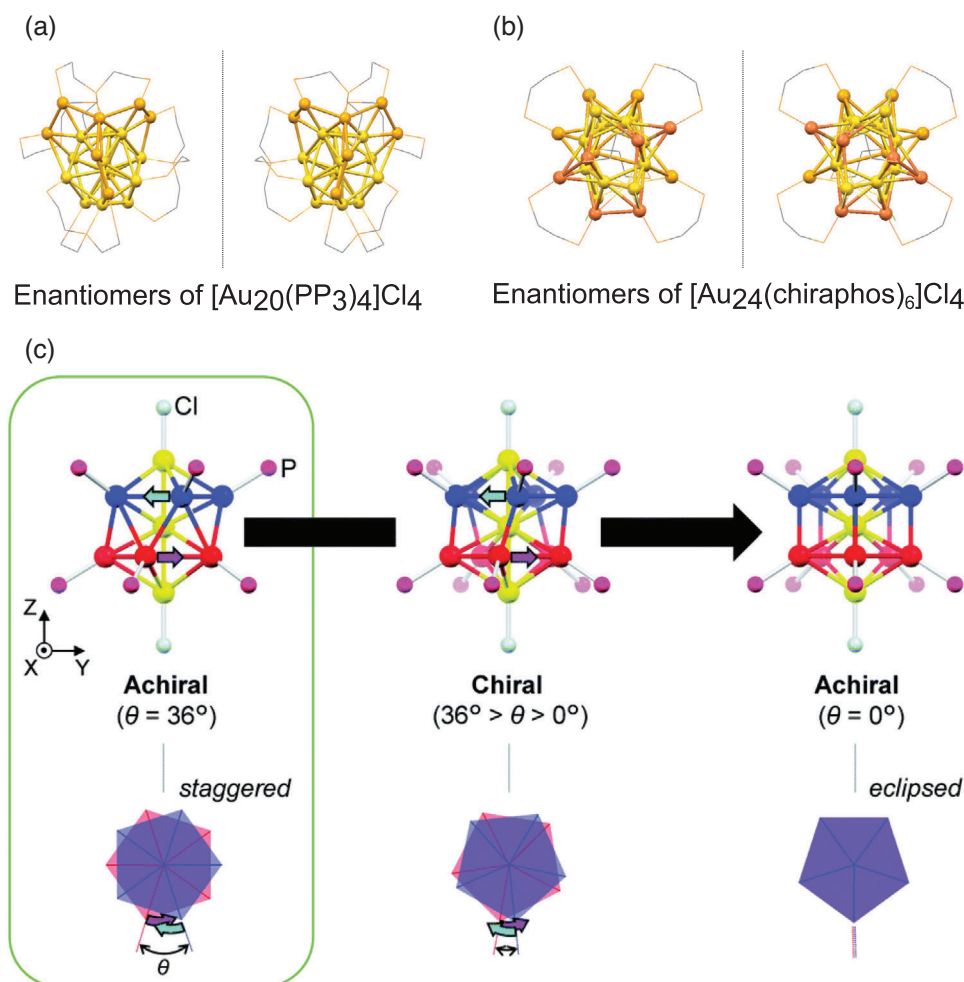 (a)
(b)
Enantiomers of [Au20(PP3)4]Cl4
Enantiomers of [Au24(chiraphos)6]Cl4
(c)
Cl
P
Z
X
Y
Achiral
(θ = 36°)
Chiral
(36° > θ > 0°)
Achiral
(θ = 0°)
staggered
eclipsed
θ